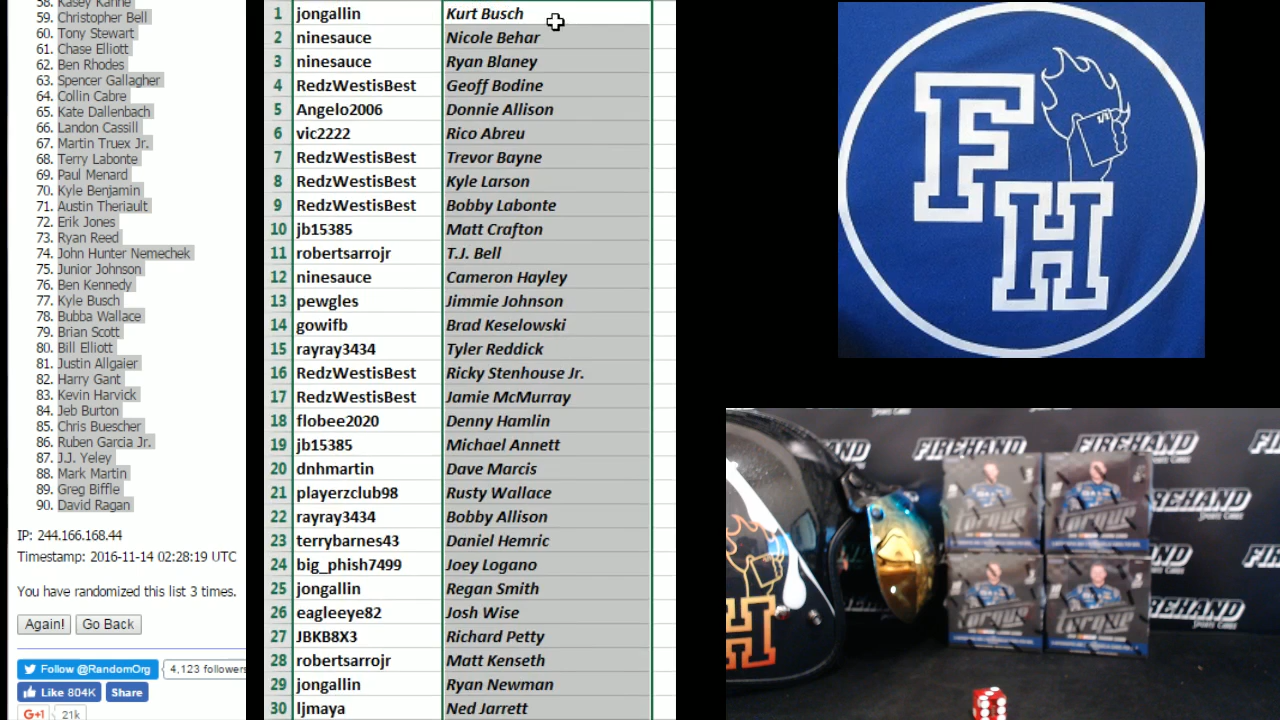 58. Kasey Kahne
59. Christopher Bell
60. Tony Stewart
61. Chase Elliott
62. Ben Rhodes
63. Spencer Gallagher
64. Collin Cabre
65. Kate Dallenbach
66. Landon Cassill
67. Martin Truex Jr.
68. Terry Labonte
69. Paul Menard
70. Kyle Benjamin
71. Austin Theriault
72. Erik Jones
73. Ryan Reed
74. John Hunter Nemechek
75. Junior Johnson
76. Ben Kennedy
77. Kyle Busch
78. Bubba Wallace
79. Brian Scott
80. Bill Elliott
81. Justin Allgaier
82. Harry Gant
83. Kevin Harvick
84. Jeb Burton
85. Chris Buescher
86. Ruben Garcia Jr.
87. J.J. Yeley
88. Mark Martin
89. Greg Biffle
90. David Ragan
IP: 244.166.168.44
Timestamp: 2016-11-14 02:28:19 UTC
You have randomized this list 3 times.
Again! Go Back
Follow @RandomOrg 4,123 followers
Like 804K Share
G+1 21k
1 jongallin Kurt Busch
2 ninesauce Nicole Behar
3 ninesauce Ryan Blaney
4 RedzWestisBest Geoff Bodine
5 Angelo2006 Donnie Allison
6 vic2222 Rico Abreu
7 RedzWestisBest Trevor Bayne
8 RedzWestisBest Kyle Larson
9 RedzWestisBest Bobby Labonte
10 jb15385 Matt Crafton
11 robertsarrojr T.J. Bell
12 ninesauce Cameron Hayley
13 pewgles Jimmie Johnson
14 gowifb Brad Keselowski
15 rayray3434 Tyler Reddick
16 RedzWestisBest Ricky Stenhouse Jr.
17 RedzWestisBest Jamie McMurray
18 flobee2020 Denny Hamlin
19 jb15385 Michael Annett
20 dnhmartin Dave Marcis
21 playerzclub98 Rusty Wallace
22 rayray3434 Bobby Allison
23 terrybarnes43 Daniel Hemric
24 big_phish7499 Joey Logano
25 jongallin Regan Smith
26 eagleeye82 Josh Wise
27 JBKB8X3 Richard Petty
28 robertsarrojr Matt Kenseth
29 jongallin Ryan Newman
30 ljmaya Ned Jarrett
F
H
FIREHAND FIREHAND
FIREHAND
torque torque
torque torque
H